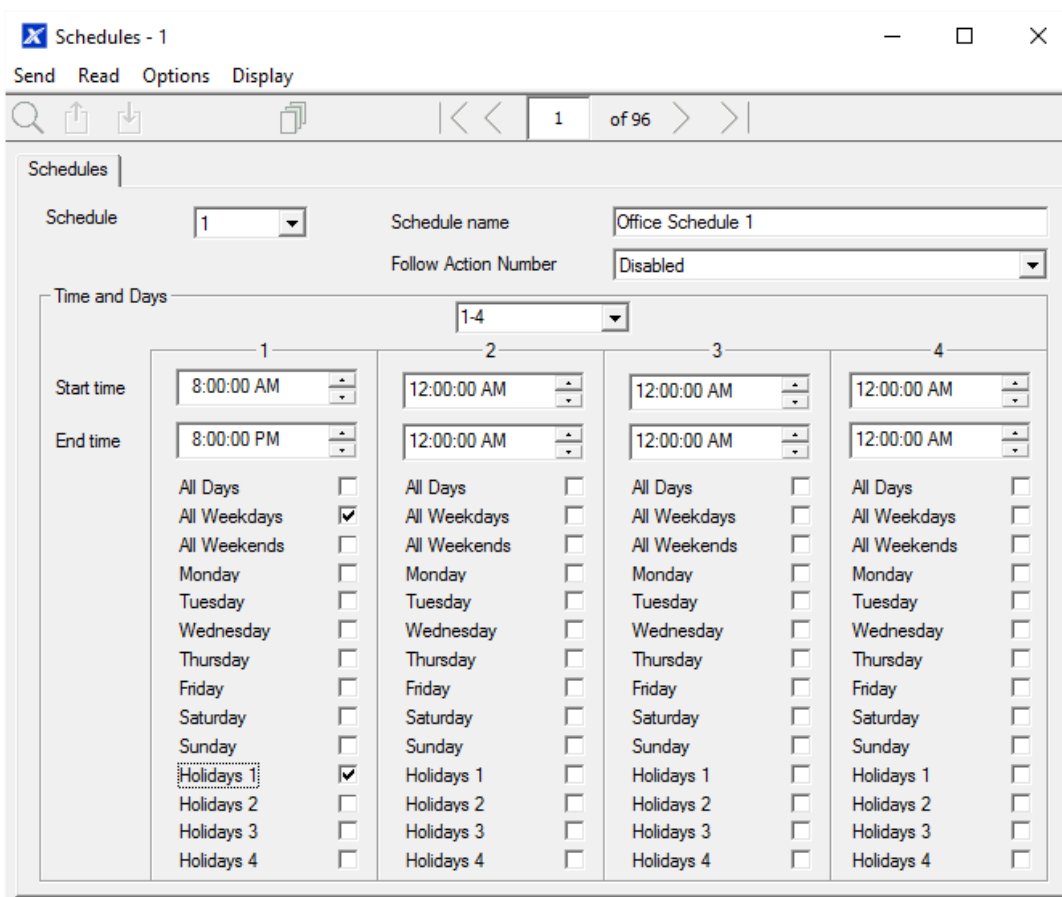 Schedules - 1
Send Read Options Display
1 of 96
Schedules
Schedule 1 Schedule name Office Schedule 1
Follow Action Number Disabled
Time and Days
1-4
1 2 3 4
Start time 8:00:00 AM 12:00:00 AM 12:00:00 AM 12:00:00 AM
End time 8:00:00 PM 12:00:00 AM 12:00:00 AM 12:00:00 AM
All Days All Days All Days All Days
All Weekdays All Weekdays All Weekdays All Weekdays
All Weekends All Weekends All Weekends All Weekends
Monday Monday Monday Monday
Tuesday Tuesday Tuesday Tuesday
Wednesday Wednesday Wednesday Wednesday
Thursday Thursday Thursday Thursday
Friday Friday Friday Friday
Saturday Saturday Saturday Saturday
Sunday Sunday Sunday Sunday
Holidays 1 Holidays 1 Holidays 1 Holidays 1
Holidays 2 Holidays 2 Holidays 2 Holidays 2
Holidays 3 Holidays 3 Holidays 3 Holidays 3
Holidays 4 Holidays 4 Holidays 4 Holidays 4